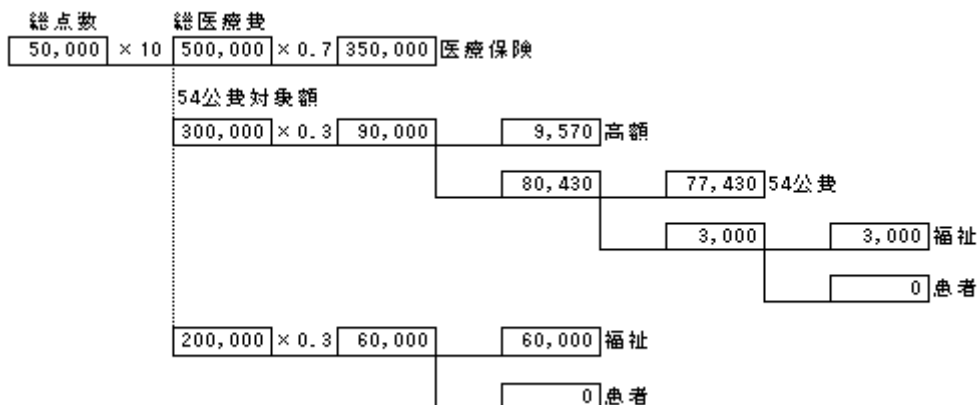 総点数 総医療費
50,000 × 10 500,000 × 0.7 350,000 医療保険
54公費対象額
300,000 × 0.3 90,000 9,570 高額
80,430 77,430 54公費
3,000 3,000 福祉
0 患者
200,000 × 0.3 60,000 60,000 福祉
0 患者